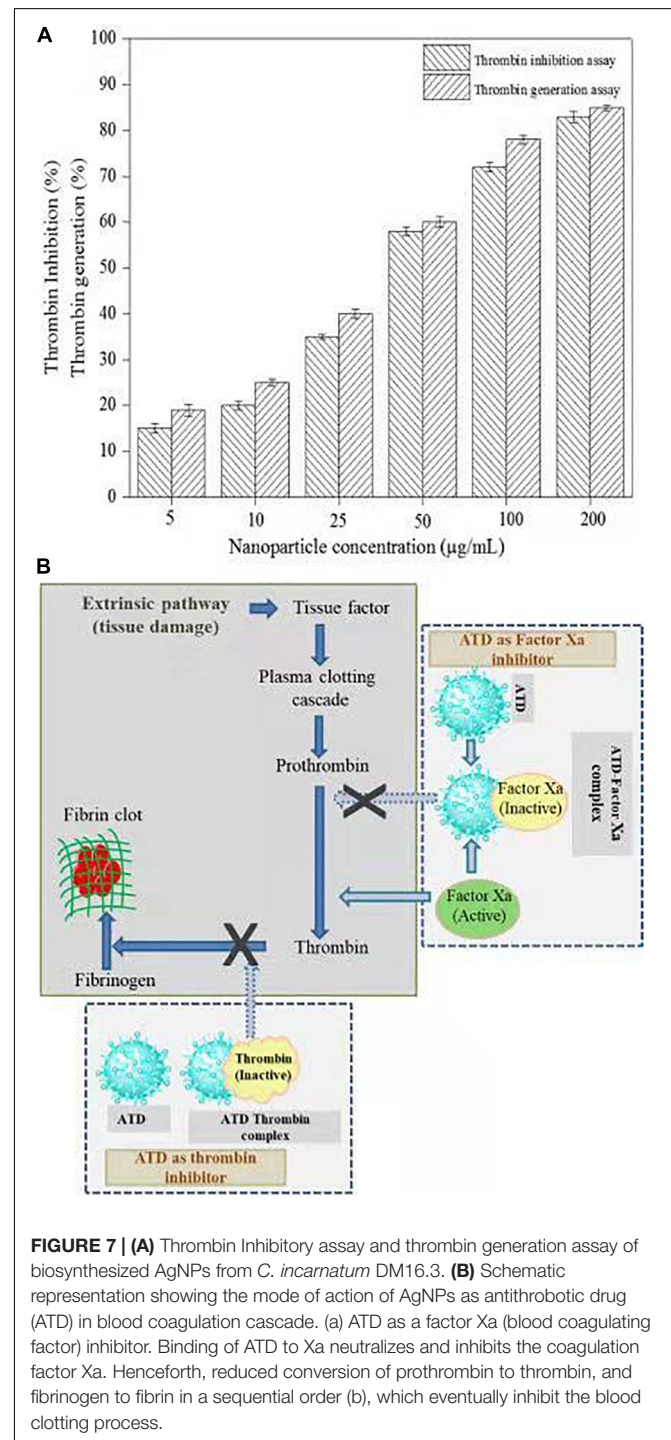 A
Thrombin Inhibition (%)
Thrombin generation (%)
100
90
80
70
60
50
40
30
20
10
0
Thrombin inhibition assay
Thrombin generation assay
5 10 25 50 100 200
Nanoparticle concentration (µg/mL)
B
Extrinsic pathway
(tissue damage)
Tissue factor
Plasma clotting
cascade
Prothrombin
Thrombin
Fibrin clot
Fibrinogen
ATD as Factor Xa
inhibitor
ATD
Factor Xa
(Inactive)
ATD-Factor Xa
complex
Factor Xa
(Active)
Thrombin
(Inactive)
ATD
ATD Thrombin
complex
ATD as thrombin
inhibitor
FIGURE 7 | (A) Thrombin Inhibitory assay and thrombin generation assay of
biosynthesized AgNPs from C. incarnatum DM16.3. (B) Schematic
representation showing the mode of action of AgNPs as antithrobotic drug
(ATD) in blood coagulation cascade. (a) ATD as a factor Xa (blood coagulating
factor) inhibitor. Binding of ATD to Xa neutralizes and inhibits the coagulation
factor Xa. Henceforth, reduced conversion of prothrombin to thrombin, and
fibrinogen to fibrin in a sequential order (b), which eventually inhibit the blood
clotting process.